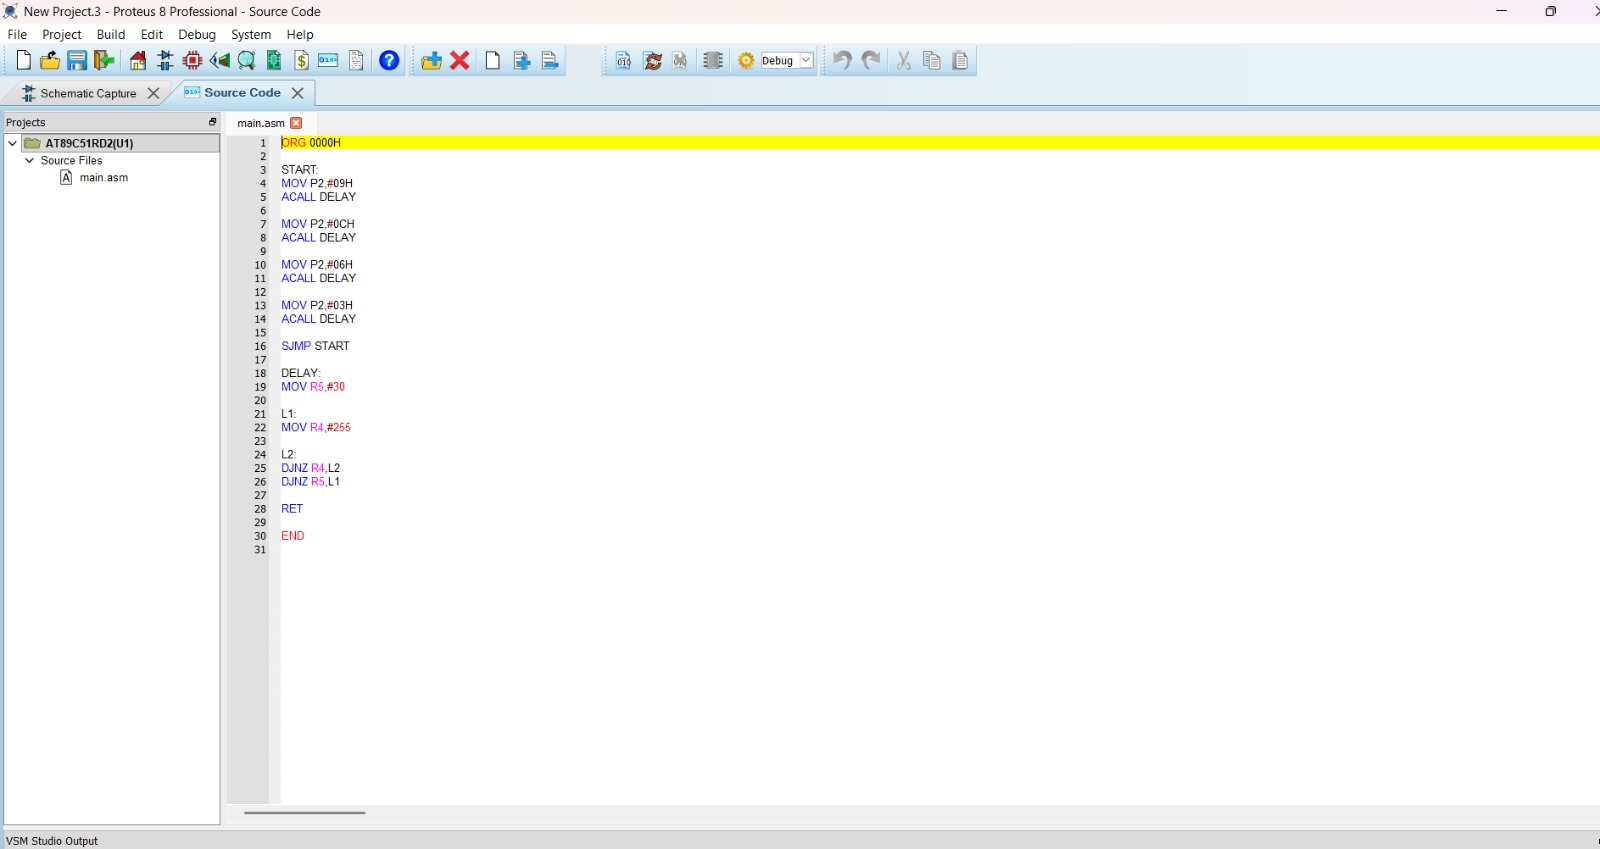 New Project.3 - Proteus 8 Professional - Source Code
File Project Build Edit Debug System Help
Debug
Schematic Capture Source Code
Projects
main.asm
AT89C51RD2(U1)
Source Files
main.asm
1 ORG 0000H
2
3 START:
4 MOV P2,#09H
5 ACALL DELAY
6
7 MOV P2,#0CH
8 ACALL DELAY
9
10 MOV P2,#06H
11 ACALL DELAY
12
13 MOV P2,#03H
14 ACALL DELAY
15
16 SJMP START
17
18 DELAY:
19 MOV R5,#30
20
21 L1:
22 MOV R4,#255
23
24 L2:
25 DJNZ R4,L2
26 DJNZ R5,L1
27
28 RET
29
30 END
31
VSM Studio Output